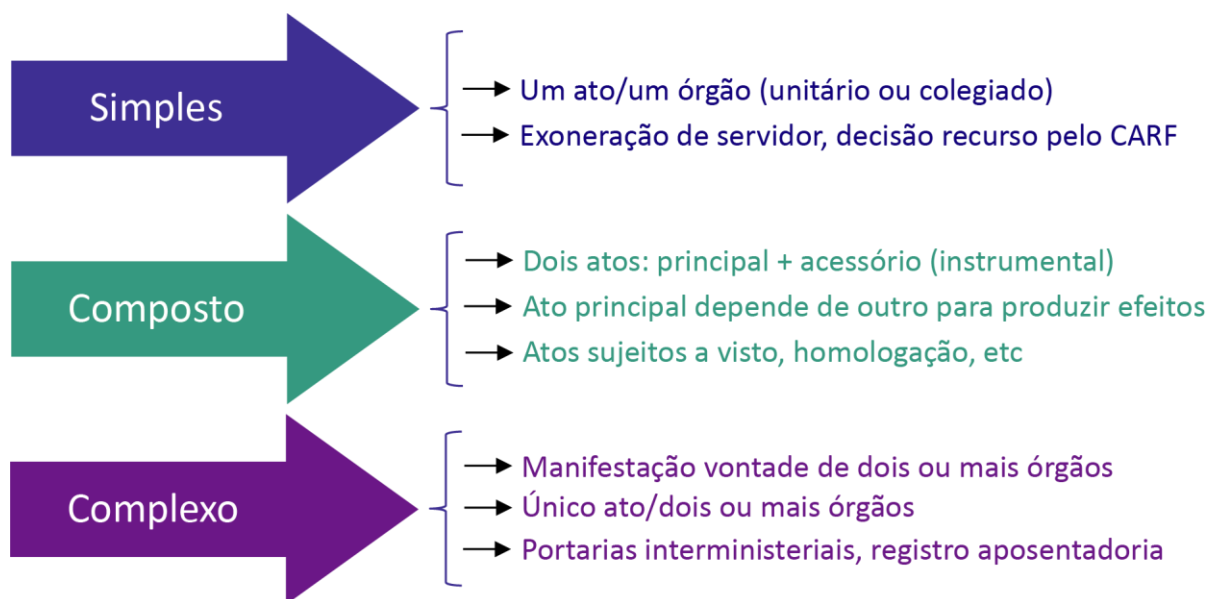 Simples
Um ato/um órgão (unitário ou colegiado)
Exoneração de servidor, decisão recurso pelo CARF
Composto
Dois atos: principal + acessório (instrumental)
Ato principal depende de outro para produzir efeitos
Atos sujeitos a visto, homologação, etc
Complexo
Manifestação vontade de dois ou mais órgãos
Único ato/dois ou mais órgãos
Portarias interministeriais, registro aposentadoria